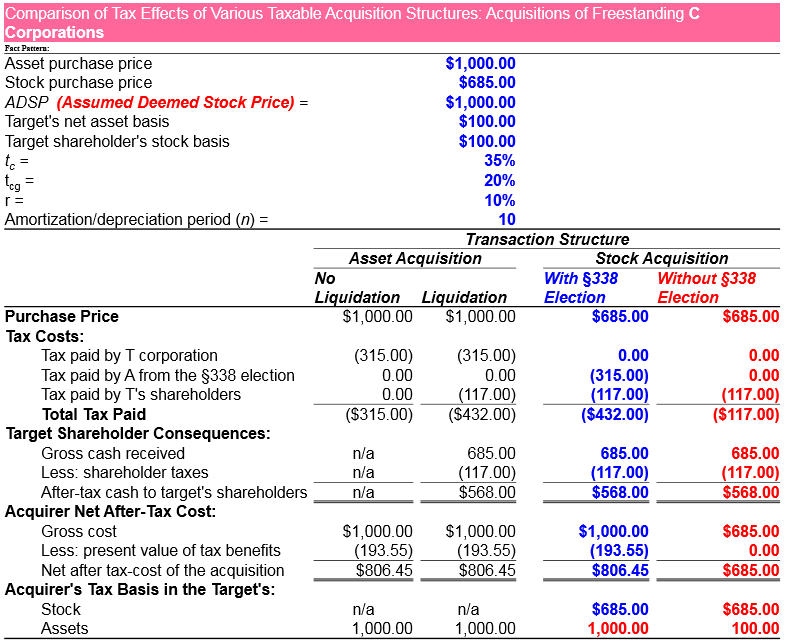 Comparison of Tax Effects of Various Taxable Acquisition Structures: Acquisitions of Freestanding C
Corporations
Fact Pattern:
Asset purchase price $1,000.00
Stock purchase price $685.00
ADSP (Assumed Deemed Stock Price) = $1,000.00
Target's net asset basis $100.00
Target shareholder's stock basis $100.00
tc = 35%
tcg = 20%
r = 10%
Amortization/depreciation period (n) = 10
Transaction Structure
Asset Acquisition Stock Acquisition
No With §338 Without §338
Liquidation Liquidation Election Election
Purchase Price $1,000.00 $1,000.00 $685.00 $685.00
Tax Costs:
Tax paid by T corporation (315.00) (315.00) 0.00 0.00
Tax paid by A from the §338 election 0.00 0.00 (315.00) 0.00
Tax paid by T's shareholders 0.00 (117.00) (117.00) (117.00)
Total Tax Paid ($315.00) ($432.00) ($432.00) ($117.00)
Target Shareholder Consequences:
Gross cash received n/a 685.00 685.00 685.00
Less: shareholder taxes n/a (117.00) (117.00) (117.00)
After-tax cash to target's shareholders n/a $568.00 $568.00 $568.00
Acquirer Net After-Tax Cost:
Gross cost $1,000.00 $1,000.00 $1,000.00 $685.00
Less: present value of tax benefits (193.55) (193.55) (193.55) 0.00
Net after tax-cost of the acquisition $806.45 $806.45 $806.45 $685.00
Acquirer's Tax Basis in the Target's:
Stock n/a n/a $685.00 $685.00
Assets 1,000.00 1,000.00 1,000.00 100.00